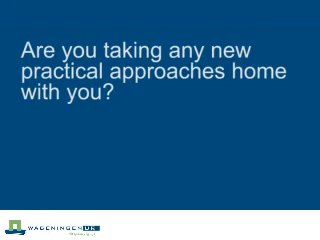 Are you taking any new
practical approaches home
with you?
WAGENINGEN UR